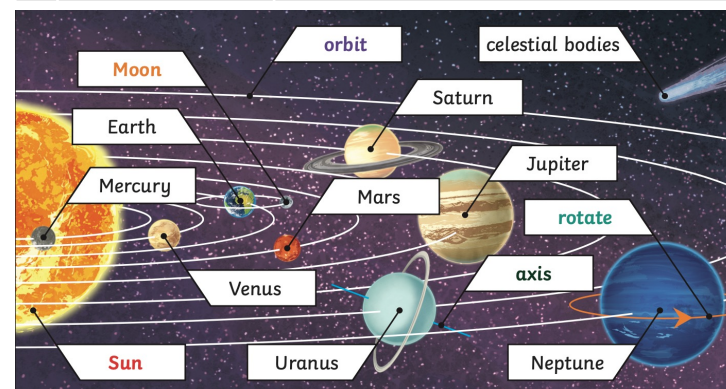 orbit
celestial bodies
Moon
Saturn
Earth
Jupiter
Mercury
Mars
rotate
axis
Venus
Sun
Uranus
Neptune